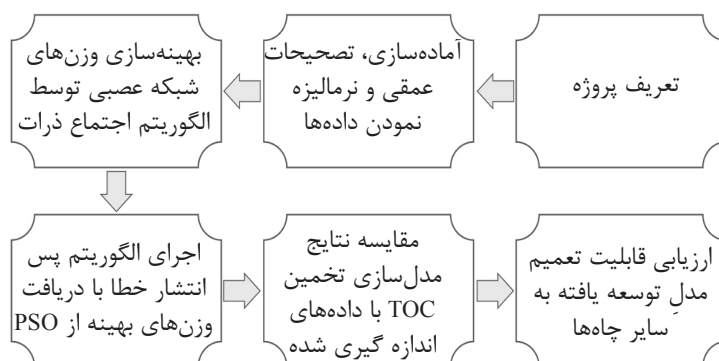 تعریف پروژه
آماده‌سازی، تصحیحات
عمقی و نرمالیزه
نمودن داده‌ها
بهینه‌سازی وزن‌های
شبکه عصبی توسط
الگوریتم اجتماع ذرات
اجرای الگوریتم پس
انتشار خطا با دریافت
وزن‌های بهینه از PSO
مقایسه نتایج
مدل‌سازی تخمین
TOC با داده‌های
اندازه گیری شده
ارزیابی قابلیت تعمیم
مدلِ توسعه یافته به
سایر چاه‌ها